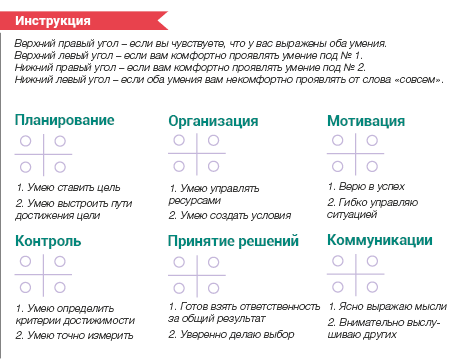 Инструкция
Верхний правый угол – если вы чувствуете, что у вас выражены оба умения.
Верхний левый угол – если вам комфортно проявлять умение под № 1.
Нижний правый угол – если вам комфортно проявлять умение под № 2.
Нижний левый угол – если оба умения вам некомфортно проявлять от слова «совсем».
Планирование
1. Умею ставить цель
2. Умею выстроить пути
достижения цели
Организация
1. Умею управлять
ресурсами
2. Умею создать условия
Мотивация
1. Верю в успех
2. Гибко управляю
ситуацией
Контроль
1. Умею определить
критерии достижимости
2. Умею точно измерить
Принятие решений
1. Готов взять ответственность
за общий результат
2. Уверенно делаю выбор
Коммуникации
1. Ясно выражаю мысли
2. Внимательно выслу-
шиваю других